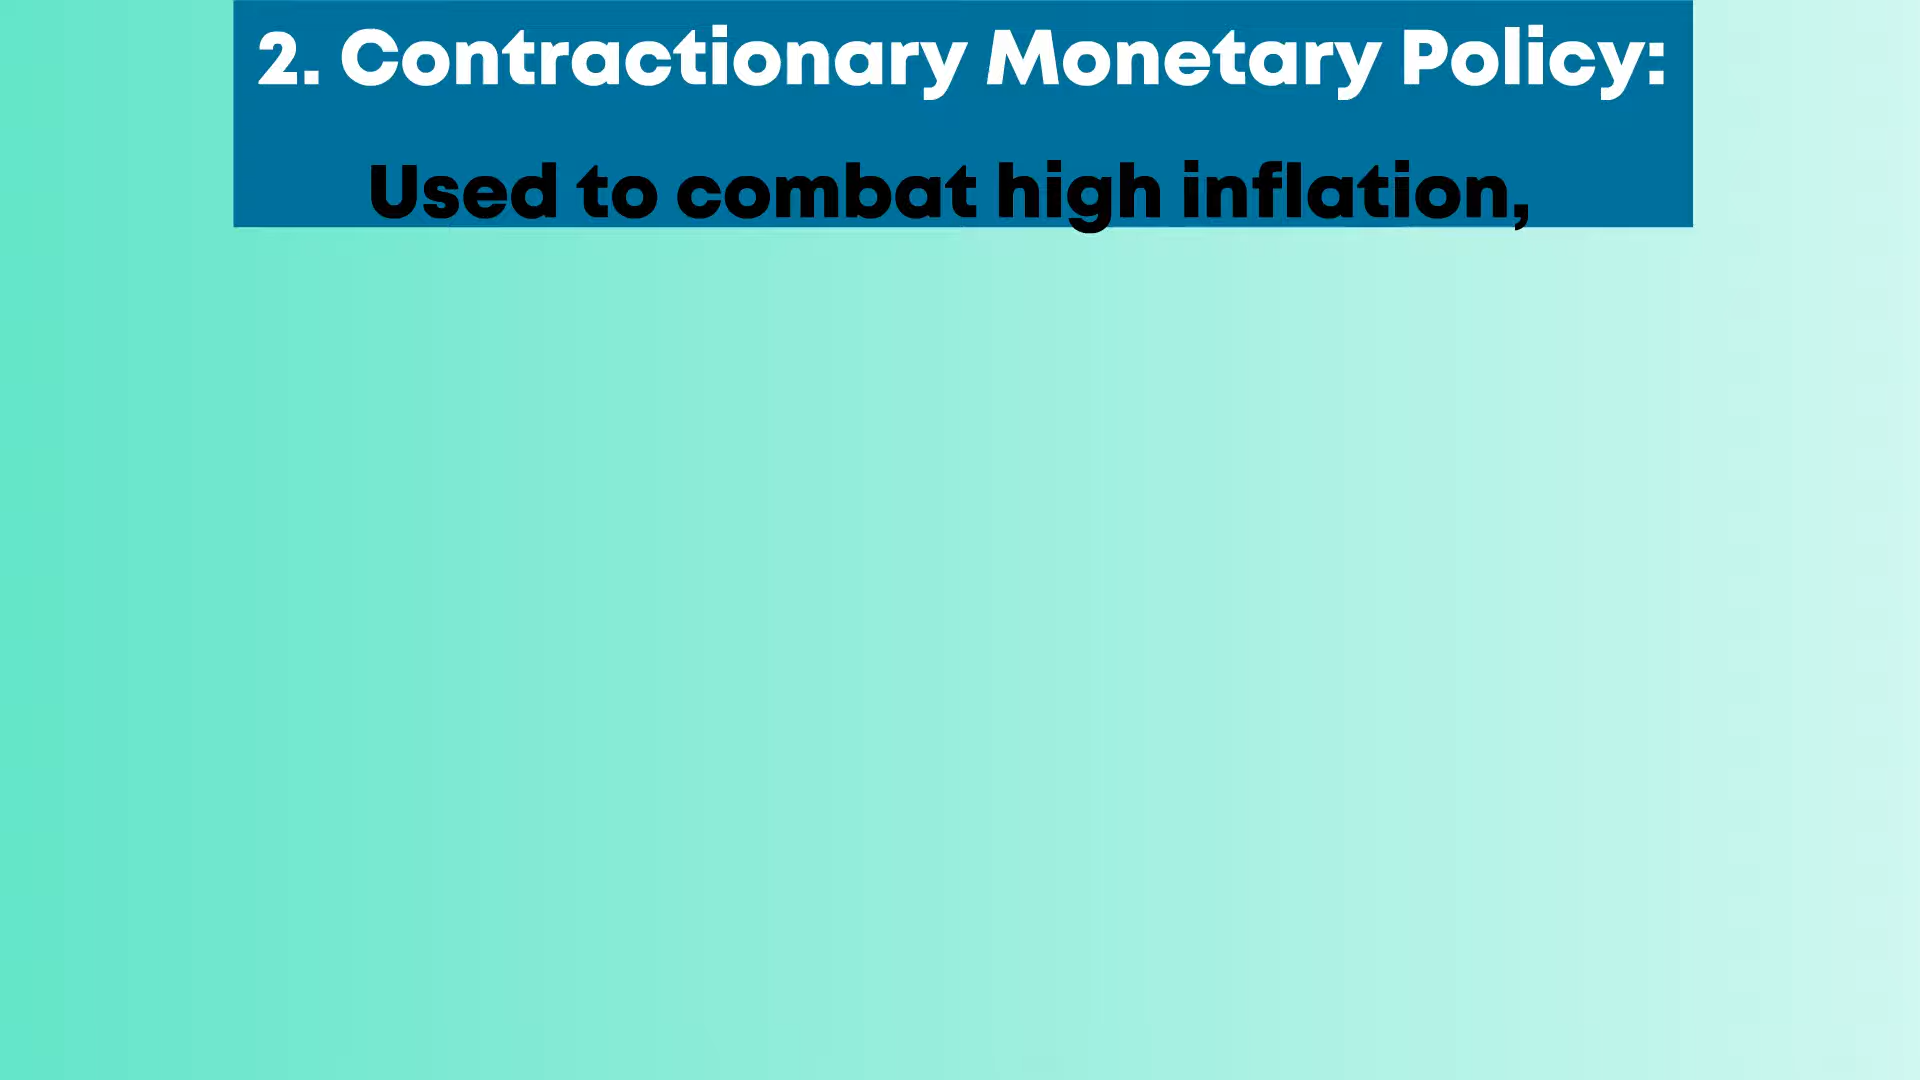 2. Contractionary Monetary Policy:
Used to combat high inflation,